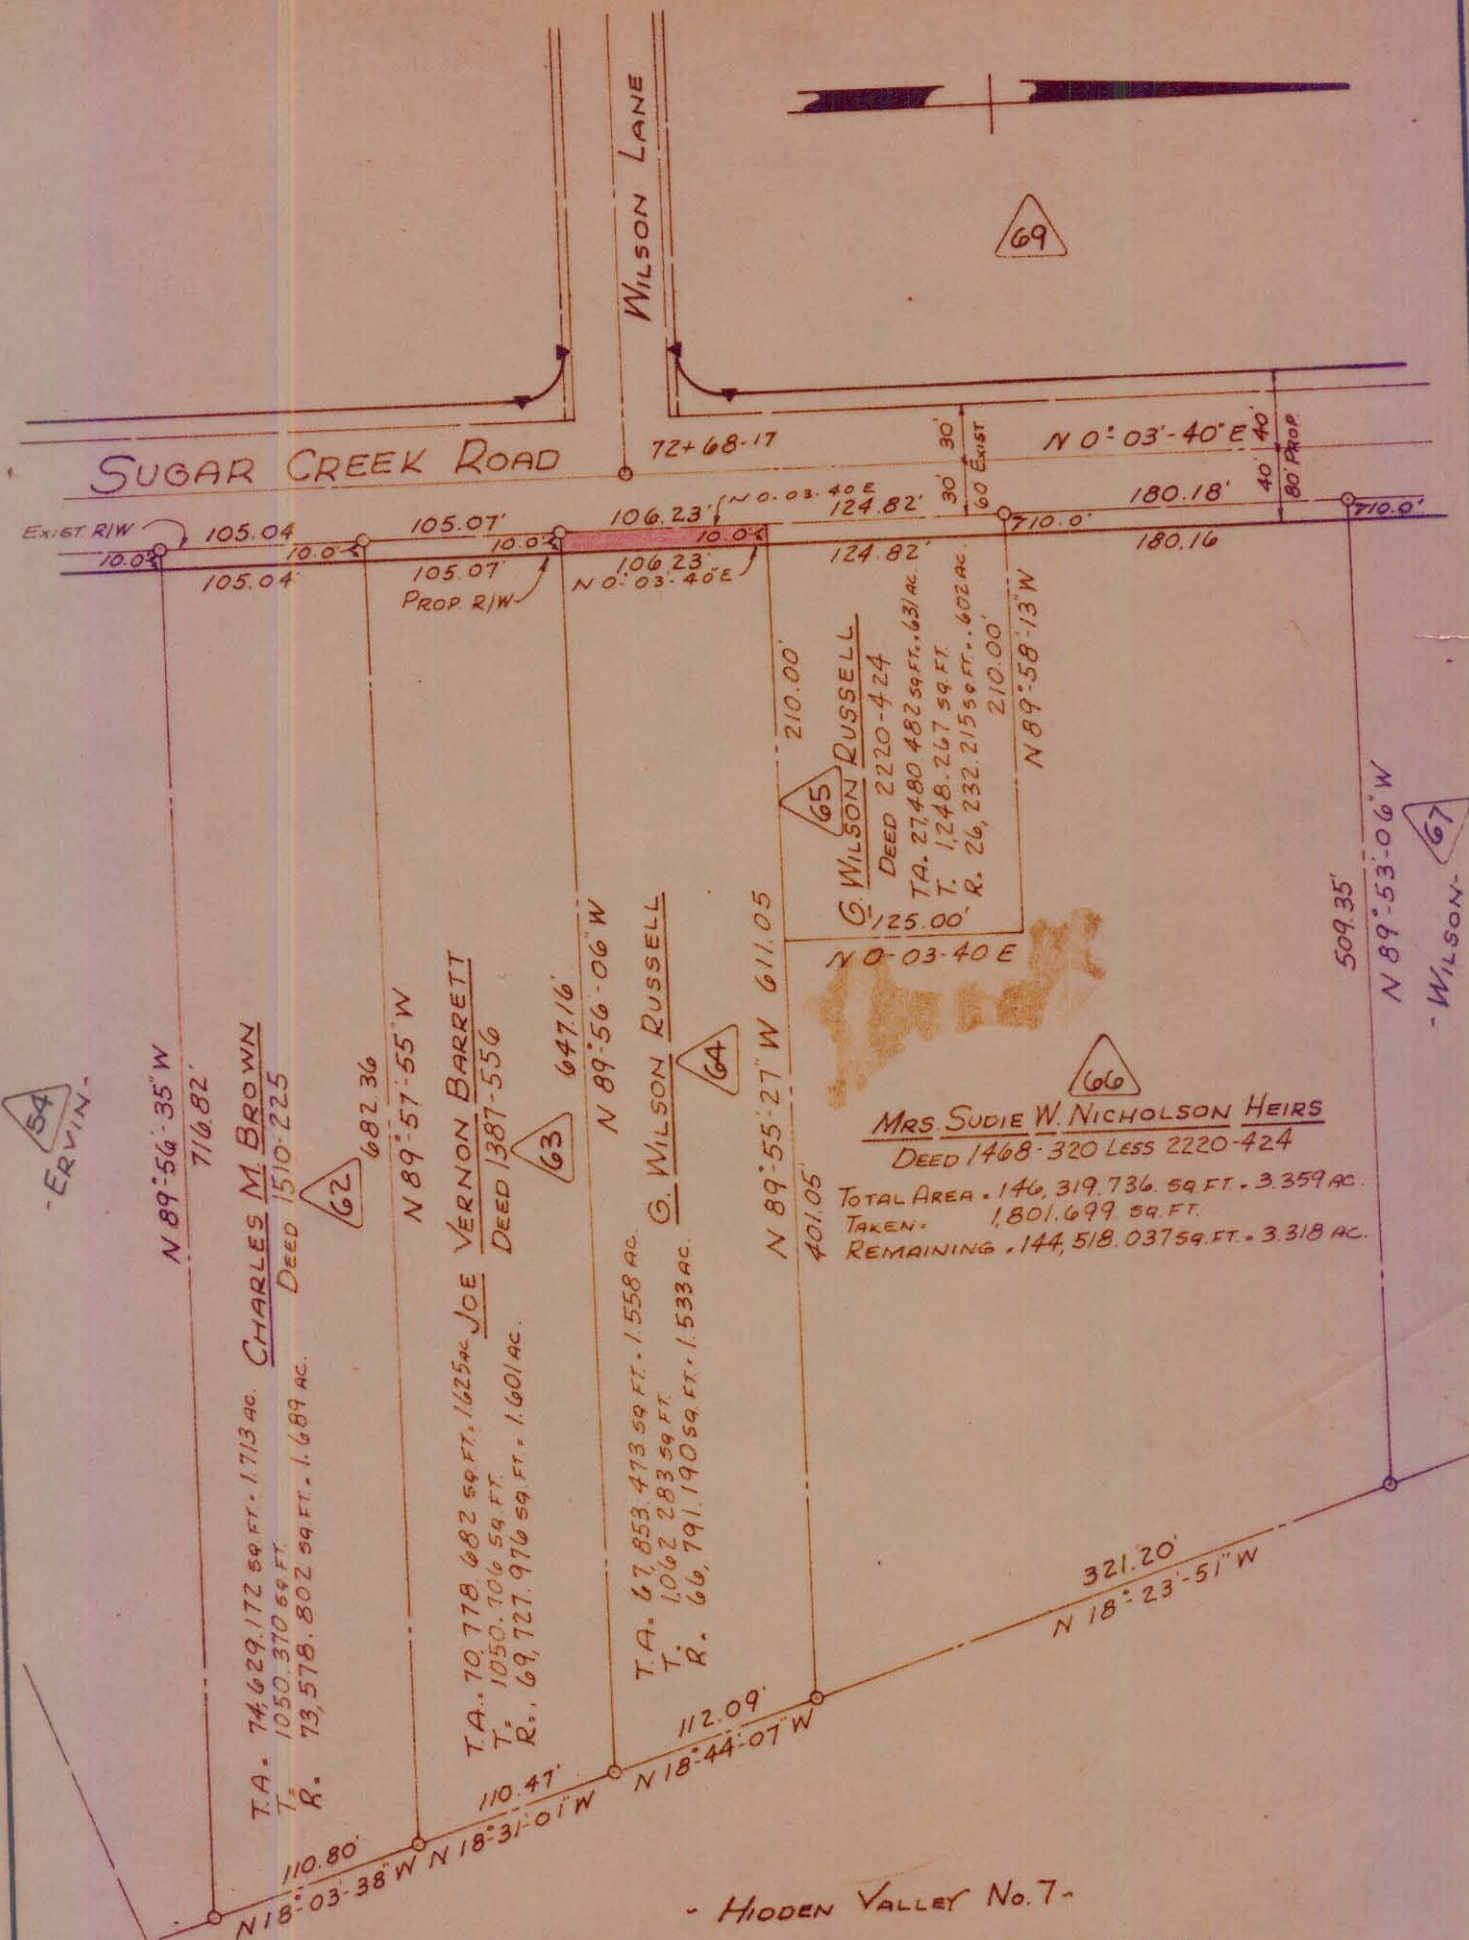 WILSON LANE
69
SUGAR CREEK ROAD
72+68-17
30'
30'
60' EXIST.
N 0°-03'-40" E
40'
40'
80' PROP.
EXIST. R/W
105.04
105.07'
106.23'
N 0-03-40 E
124.82'
180.18'
10.0'
10.0'
10.0'
10.0'
10.0'
10.0'
105.04'
105.07'
106.23'
124.82'
180.16
PROP. R/W
N 0°-03'-40" E
54
- ERVIN -
N 89°-56'-35" W
716.82'
CHARLES M. BROWN
DEED 1510-225
62
T.A. = 74,629.172 SQ.FT. = 1.713 AC.
T. = 1050.370 SQ.FT.
R. = 73,578.802 SQ.FT. = 1.689 AC.
682.36
N 89°-57'-55" W
JOE VERNON BARRETT
DEED 1387-556
63
T.A. = 70,778.682 SQ.FT. = 1.625 AC.
T. = 1050.706 SQ.FT.
R. = 69,727.976 SQ.FT. = 1.601 AC.
647.16'
N 89°-56'-06" W
G. WILSON RUSSELL
64
T.A. = 67,853.473 SQ.FT. = 1.558 AC.
T. = 1062.283 SQ.FT.
R. = 66,791.190 SQ.FT. = 1.533 AC.
N 89°-55'-27" W 611.05
401.05'
210.00'
65
G. WILSON RUSSELL
DEED 2220-424
T.A. = 27,480.482 SQ.FT. = .631 AC.
T. = 1,248.267 SQ.FT.
R. = 26,232.215 SQ.FT. = .602 AC.
210.00'
N 89°-58'-13" W
125.00'
N 0-03-40 E
66
MRS. SUDIE W. NICHOLSON HEIRS
DEED 1468-320 LESS 2220-424
TOTAL AREA = 146,319.736 SQ.FT. = 3.359 AC.
TAKEN = 1,801.699 SQ.FT.
REMAINING = 144,518.037 SQ.FT. = 3.318 AC.
509.35'
N 89°-53'-06" W
67
- WILSON -
321.20'
N 18°-23'-51" W
112.09'
N 18°-44'-07" W
110.47'
N 18°-31'-01" W
110.80'
N 18°-03'-38" W
- HIDDEN VALLEY No. 7 -